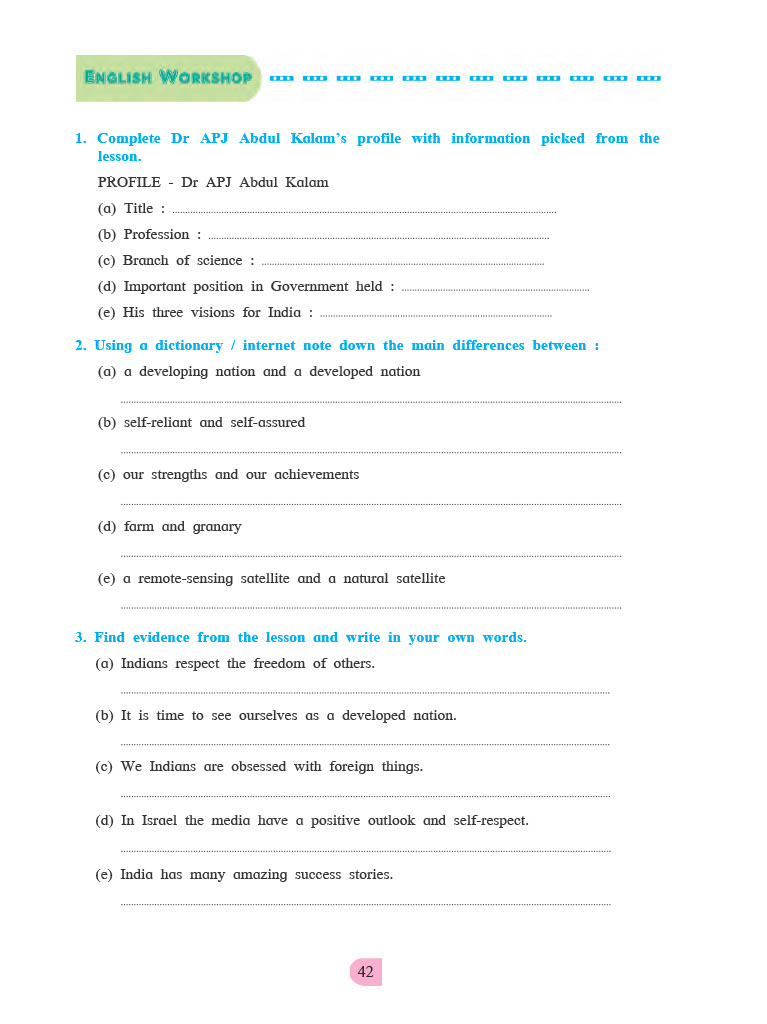 ENGLISH WORKSHOP
1. Complete Dr APJ Abdul Kalam's profile with information picked from the
lesson.
PROFILE - Dr APJ Abdul Kalam
(a) Title : ................................................
(b) Profession : ................................................
(c) Branch of science : ................................................
(d) Important position in Government held : ................................................
(e) His three visions for India : ................................................
2. Using a dictionary / internet note down the main differences between :
(a) a developing nation and a developed nation
................................................
(b) self-reliant and self-assured
................................................
(c) our strengths and our achievements
................................................
(d) farm and granary
................................................
(e) a remote-sensing satellite and a natural satellite
................................................
3. Find evidence from the lesson and write in your own words.
(a) Indians respect the freedom of others.
................................................
(b) It is time to see ourselves as a developed nation.
................................................
(c) We Indians are obsessed with foreign things.
................................................
(d) In Israel the media have a positive outlook and self-respect.
................................................
(e) India has many amazing success stories.
................................................
42